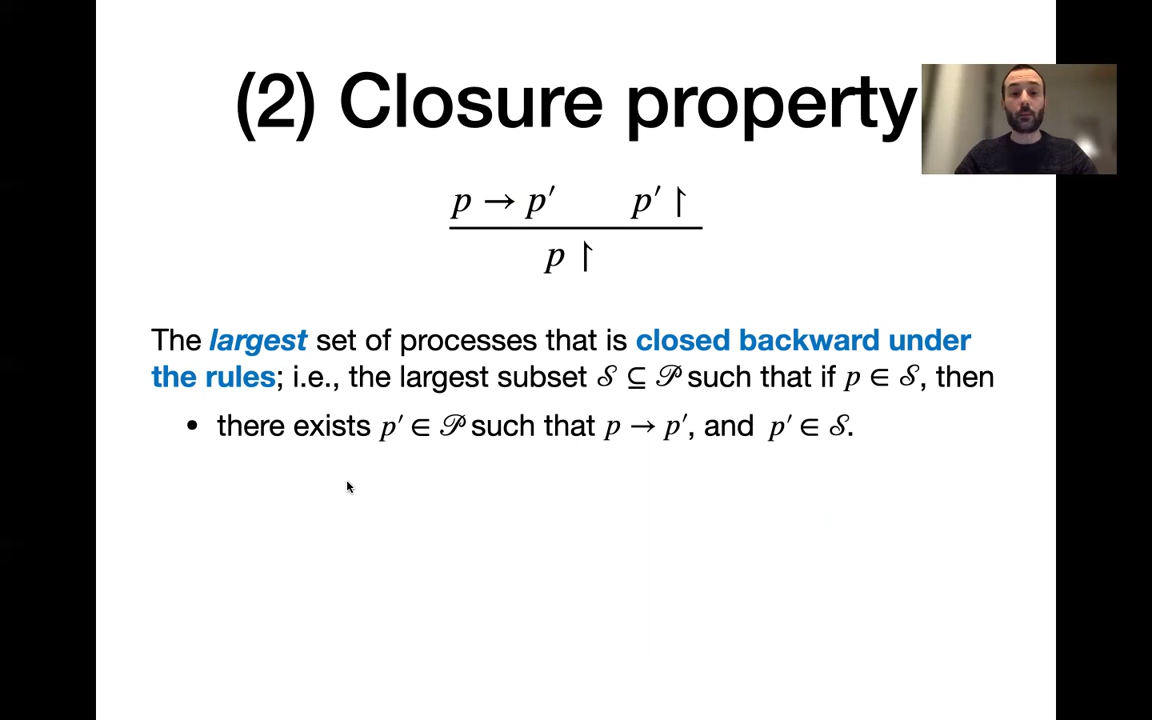 (2) Closure property
p → p′ p′ ↾
p ↾
The largest set of processes that is closed backward under
the rules; i.e., the largest subset 𝒮 ⊆ 𝒫 such that if p ∈ 𝒮, then
• there exists p′ ∈ 𝒫 such that p → p′, and p′ ∈ 𝒮.